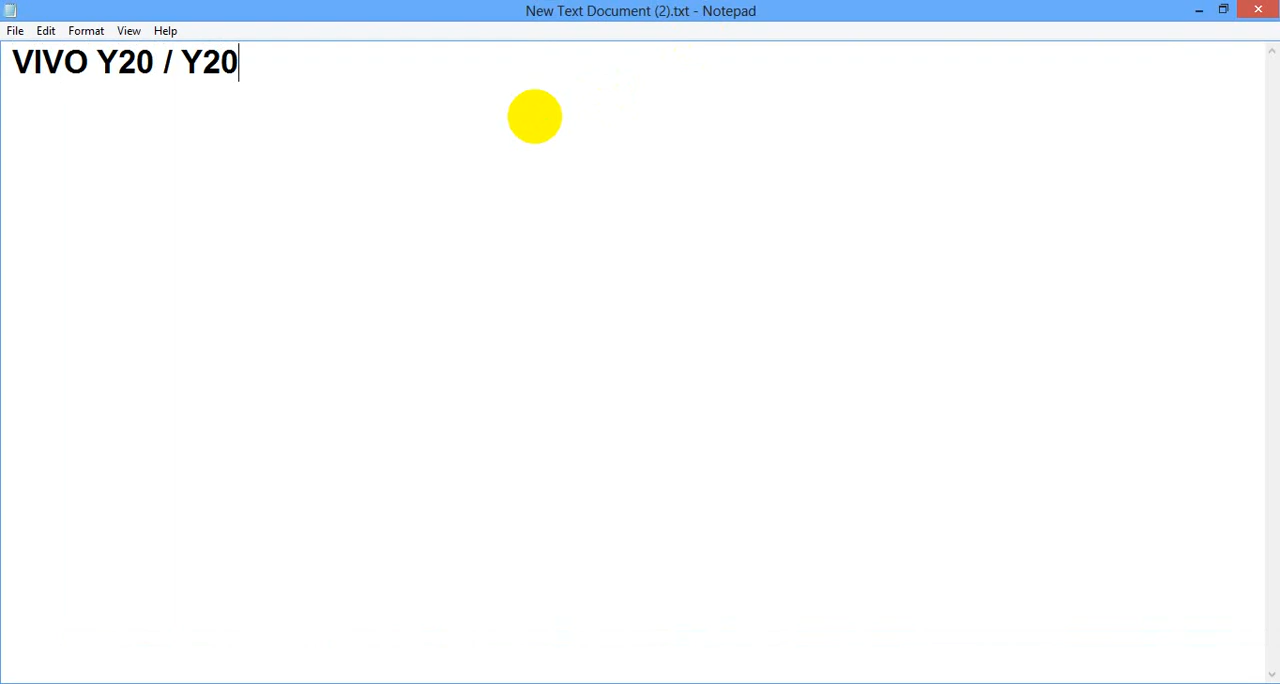 New Text Document (2).txt - Notepad
File Edit Format View Help
VIVO Y20 / Y20